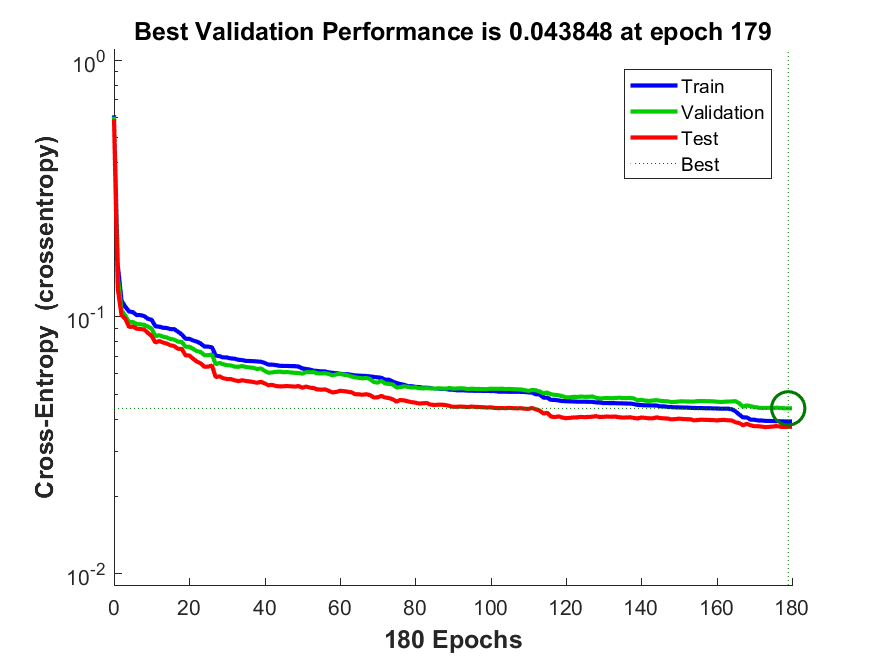 Best Validation Performance is 0.043848 at epoch 179
10^0
10^-1
10^-2
Cross-Entropy (crossentropy)
Train
Validation
Test
Best
0 20 40 60 80 100 120 140 160 180
180 Epochs